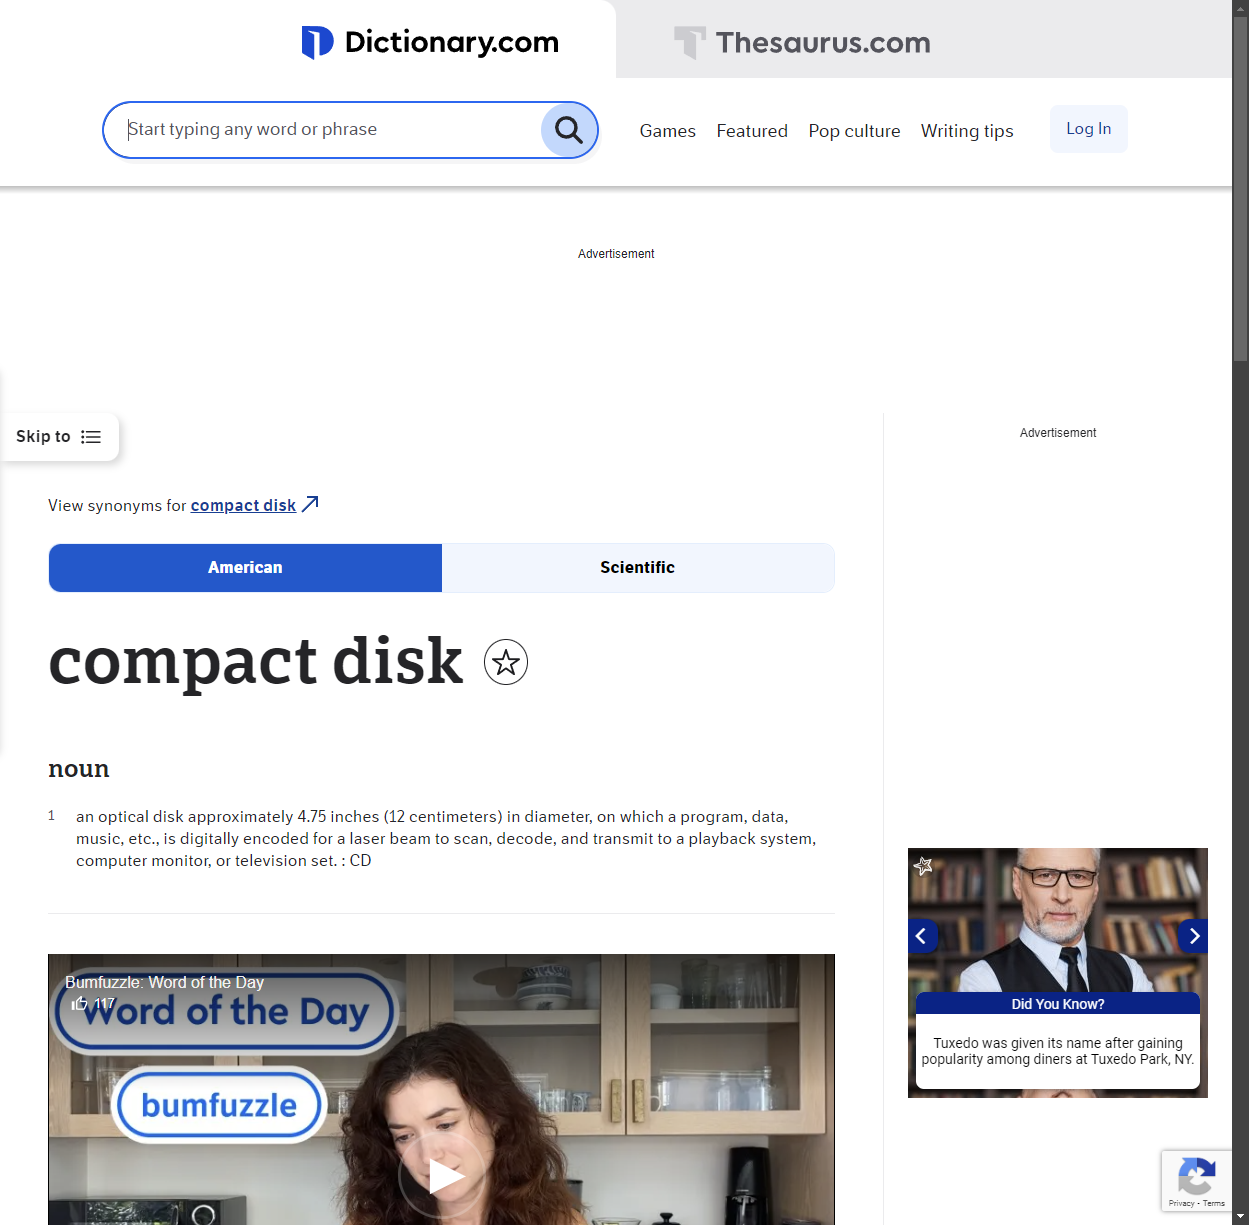 Dictionary.com
Thesaurus.com
Start typing any word or phrase
Games
Featured
Pop culture
Writing tips
Log In
Advertisement
Skip to
Advertisement
View synonyms for compact disk
American
Scientific
compact disk
noun
1 an optical disk approximately 4.75 inches (12 centimeters) in diameter, on which a program, data,
music, etc., is digitally encoded for a laser beam to scan, decode, and transmit to a playback system,
computer monitor, or television set. : CD
Bumfuzzle: Word of the Day
117
Word of the Day
bumfuzzle
Did You Know?
Tuxedo was given its name after gaining
popularity among diners at Tuxedo Park, NY.
Privacy - Terms